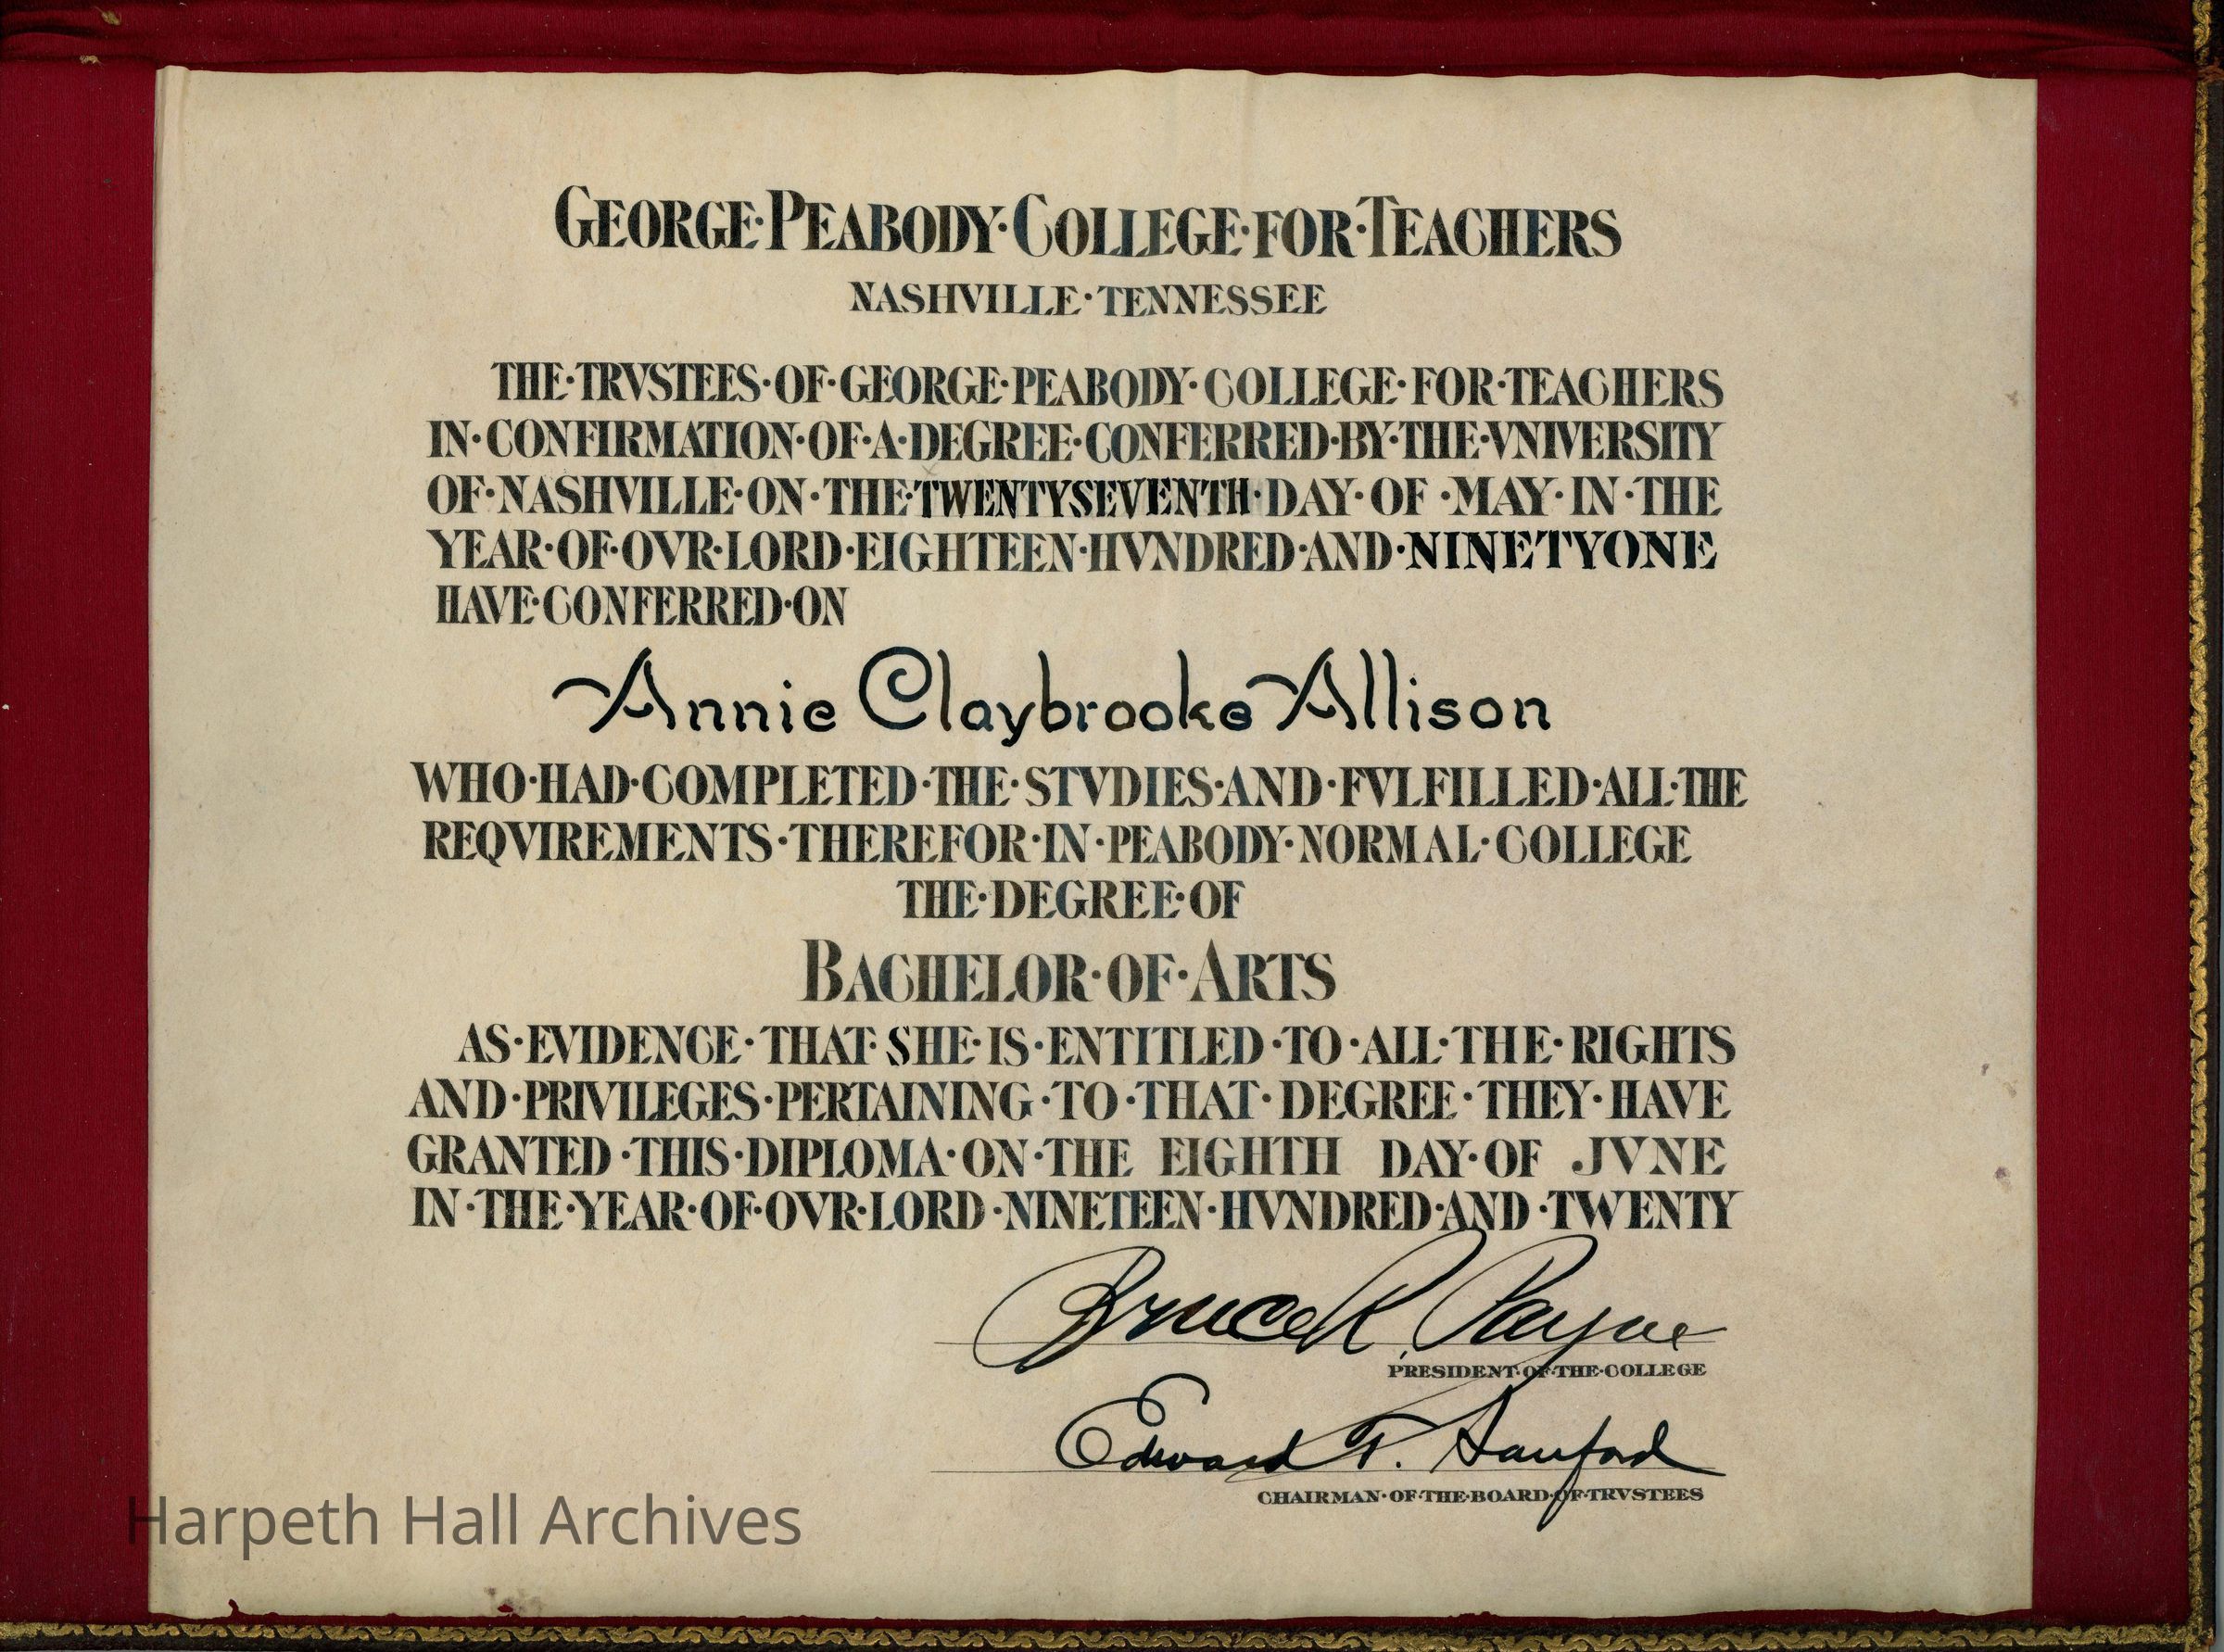 GEORGE·PEABODY·COLLEGE·FOR·TEACHERS
NASHVILLE·TENNESSEE
THE·TRVSTEES·OF·GEORGE·PEABODY·COLLEGE·FOR·TEACHERS
IN·CONFIRMATION·OF·A·DEGREE·CONFERRED·BY·THE·VNIVERSITY
OF·NASHVILLE·ON·THE·TWENTYSEVENTH·DAY·OF·MAY·IN·THE
YEAR·OF·OVR·LORD·EIGHTEEN·HVNDRED·AND·NINETYONE
HAVE·CONFERRED·ON
Annie Claybrooke Allison
WHO·HAD·COMPLETED·THE·STVDIES·AND·FVLFILLED·ALL·THE
REQVIREMENTS·THEREFOR·IN·PEABODY·NORMAL·COLLEGE
THE·DEGREE·OF
BACHELOR·OF·ARTS
AS·EVIDENCE·THAT·SHE·IS·ENTITLED·TO·ALL·THE·RIGHTS
AND·PRIVILEGES·PERTAINING·TO·THAT·DEGREE·THEY·HAVE
GRANTED·THIS·DIPLOMA·ON·THE EIGHTH DAY·OF JVNE
IN·THE·YEAR·OF·OVR·LORD·NINETEEN·HVNDRED·AND·TWENTY
Bruce R. Payne
PRESIDENT·OF·THE·COLLEGE
Edward T. Sanford
CHAIRMAN·OF·THE·BOARD·OF·TRVSTEES
Harpeth Hall Archives